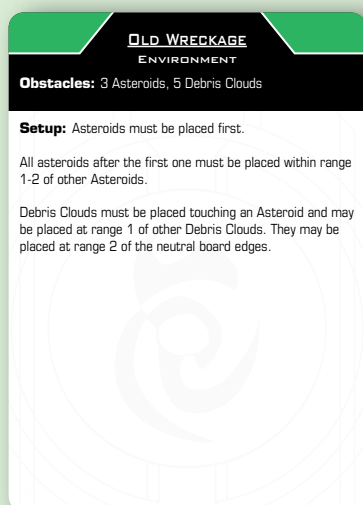 Old Wreckage
Environment
Obstacles: 3 Asteroids, 5 Debris Clouds
Setup: Asteroids must be placed first.
All asteroids after the first one must be placed within range
1-2 of other Asteroids.
Debris Clouds must be placed touching an Asteroid and may
be placed at range 1 of other Debris Clouds. They may be
placed at range 2 of the neutral board edges.